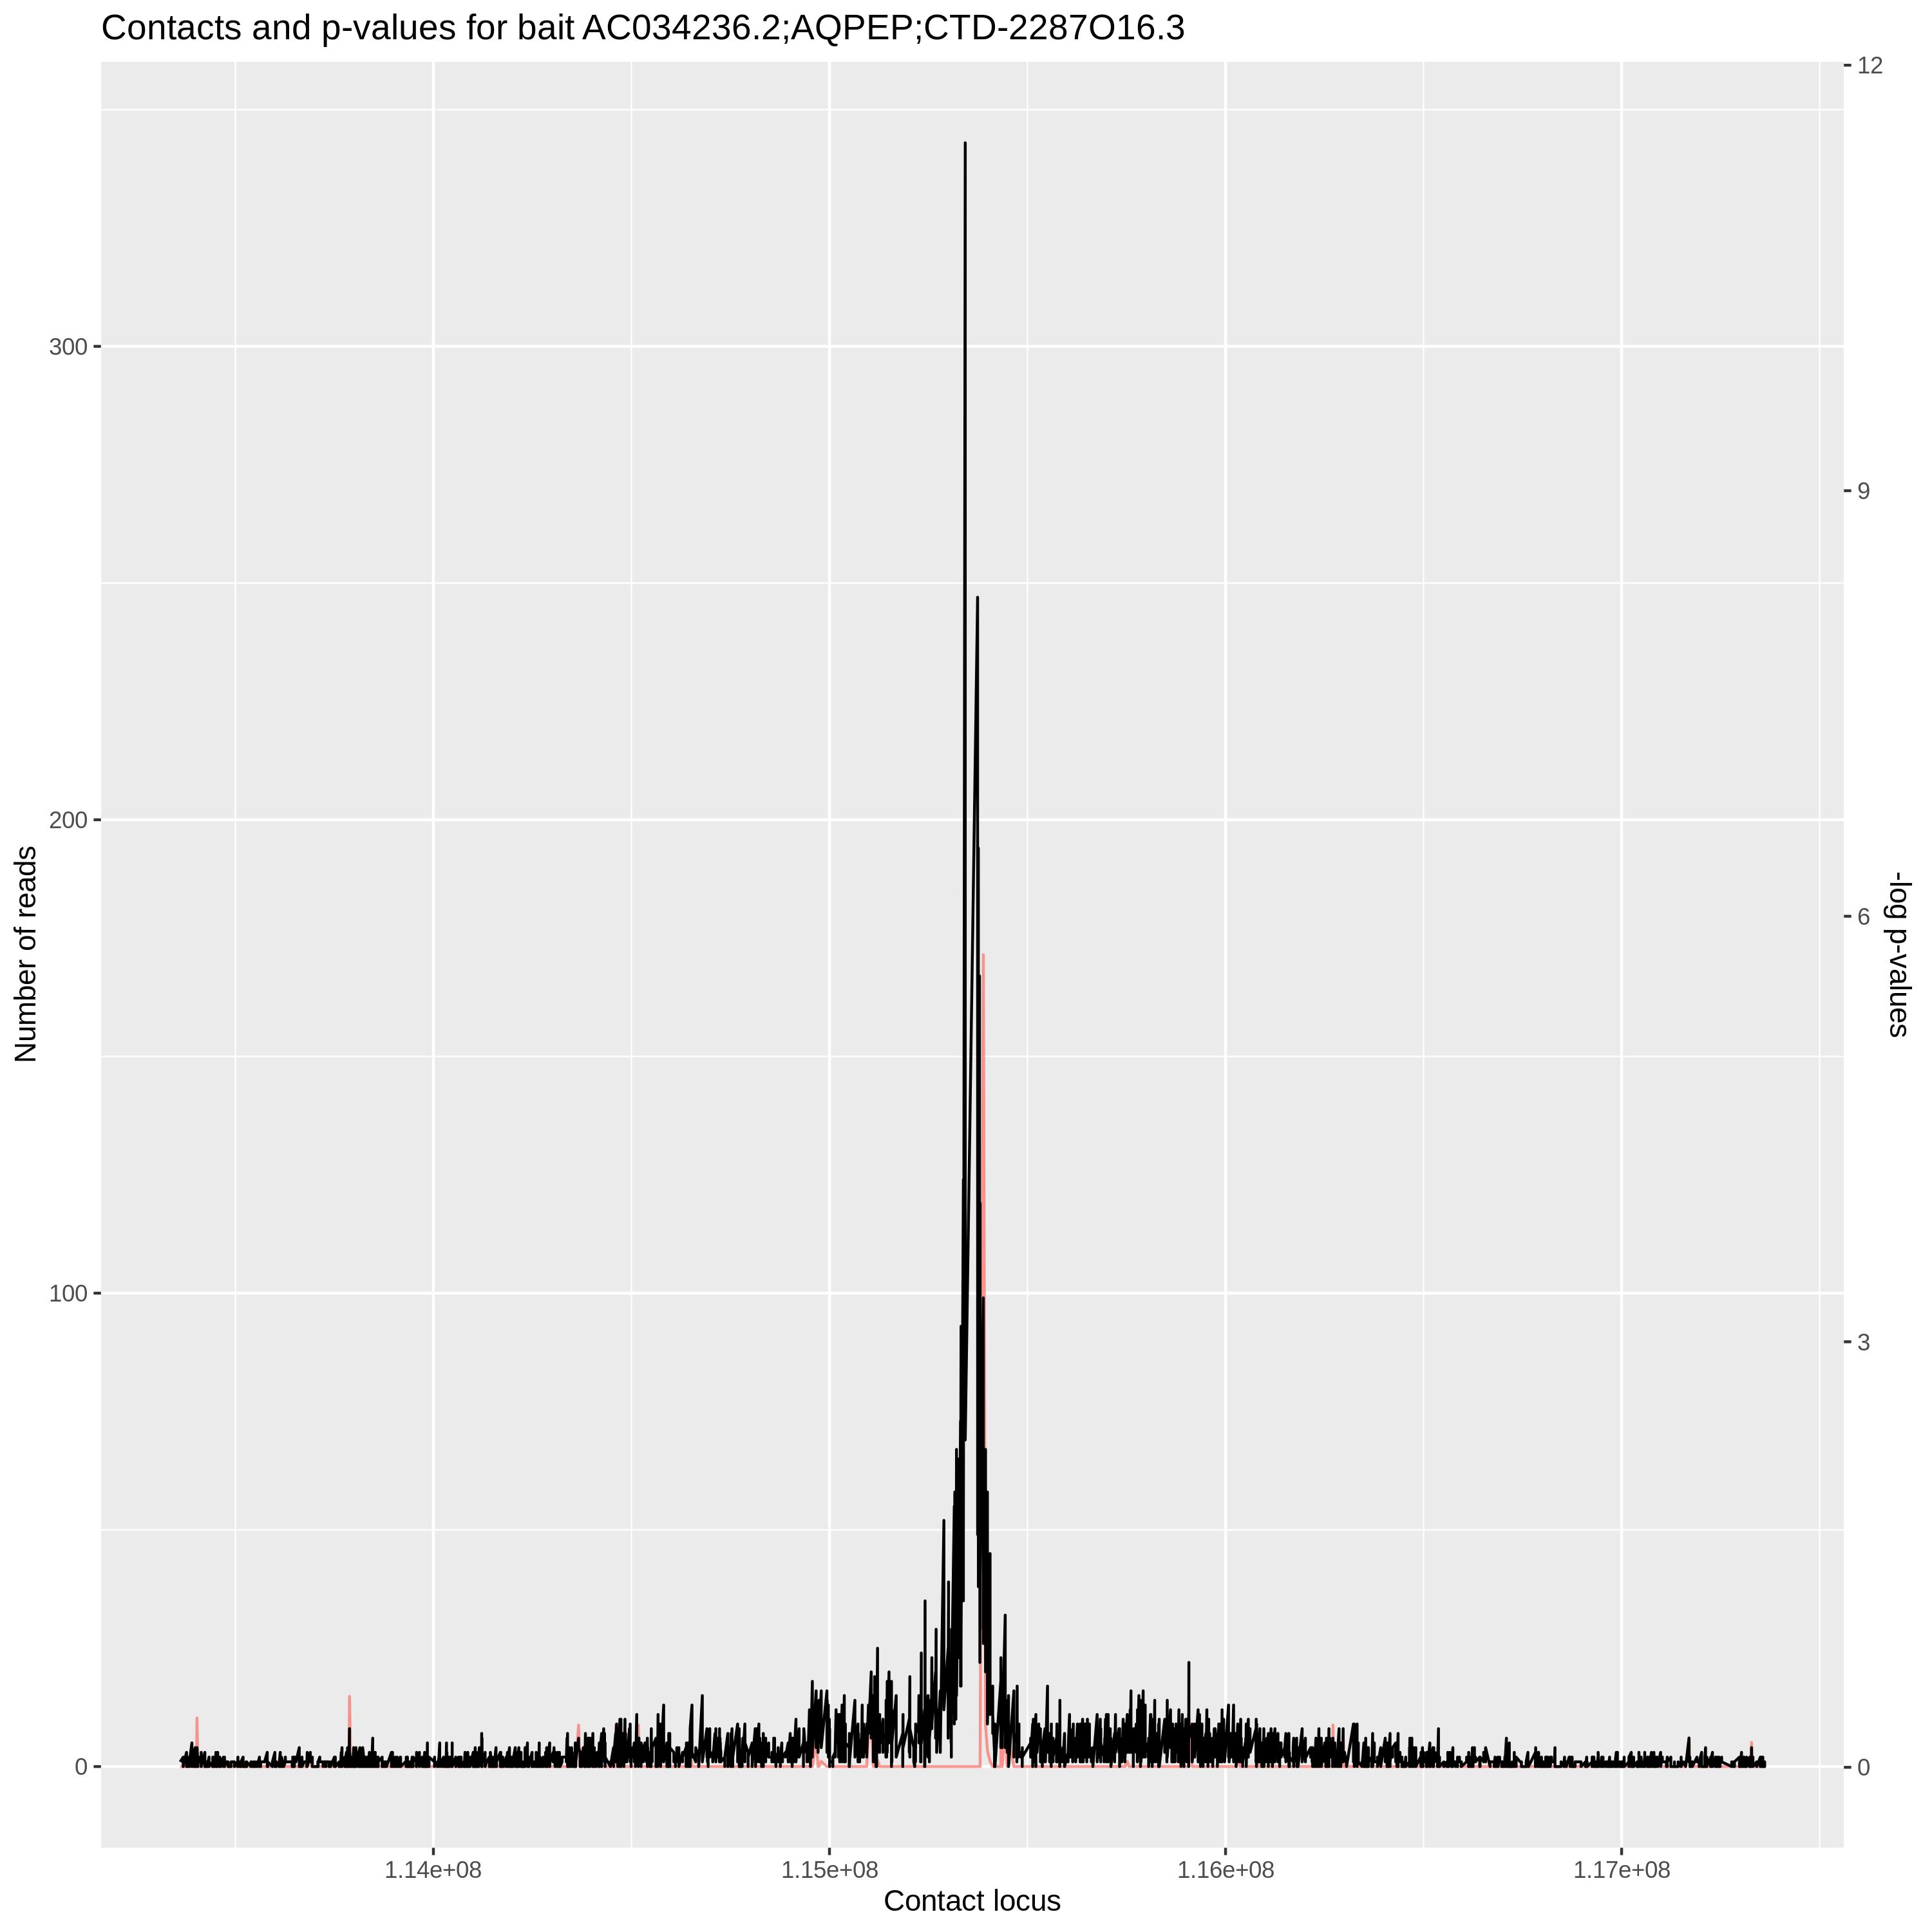 Contacts and p-values for bait AC034236.2;AQPEP;CTD-2287O16.3
12
300
9
200
6
Number of reads
-log p-values
100
3
0
0
1.14e+08
1.15e+08
1.16e+08
1.17e+08
Contact locus